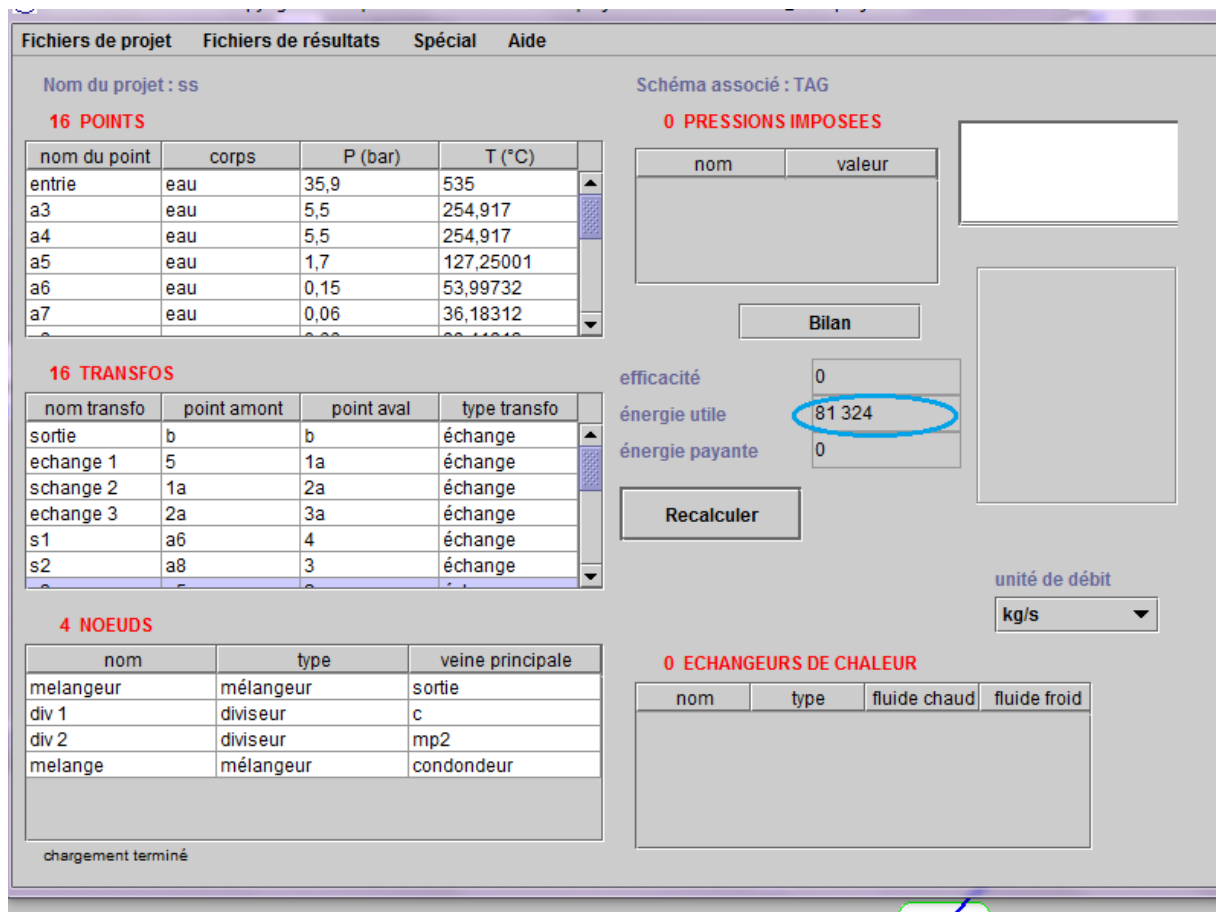 Fichiers de projet Fichiers de résultats Spécial Aide
Nom du projet : ss
Schéma associé : TAG
16 POINTS
nom du point corps P (bar) T (°C)
entrie eau 35,9 535
a3 eau 5,5 254,917
a4 eau 5,5 254,917
a5 eau 1,7 127,25001
a6 eau 0,15 53,99732
a7 eau 0,06 36,18312
0 PRESSIONS IMPOSEES
nom valeur
Bilan
efficacité 0
énergie utile 81 324
énergie payante 0
Recalculer
16 TRANSFOS
nom transfo point amont point aval type transfo
sortie b b échange
echange 1 5 1a échange
schange 2 1a 2a échange
echange 3 2a 3a échange
s1 a6 4 échange
s2 a8 3 échange
unité de débit
kg/s
4 NOEUDS
nom type veine principale
melangeur mélangeur sortie
div 1 diviseur c
div 2 diviseur mp2
melange mélangeur condondeur
0 ECHANGEURS DE CHALEUR
nom type fluide chaud fluide froid
chargement terminé